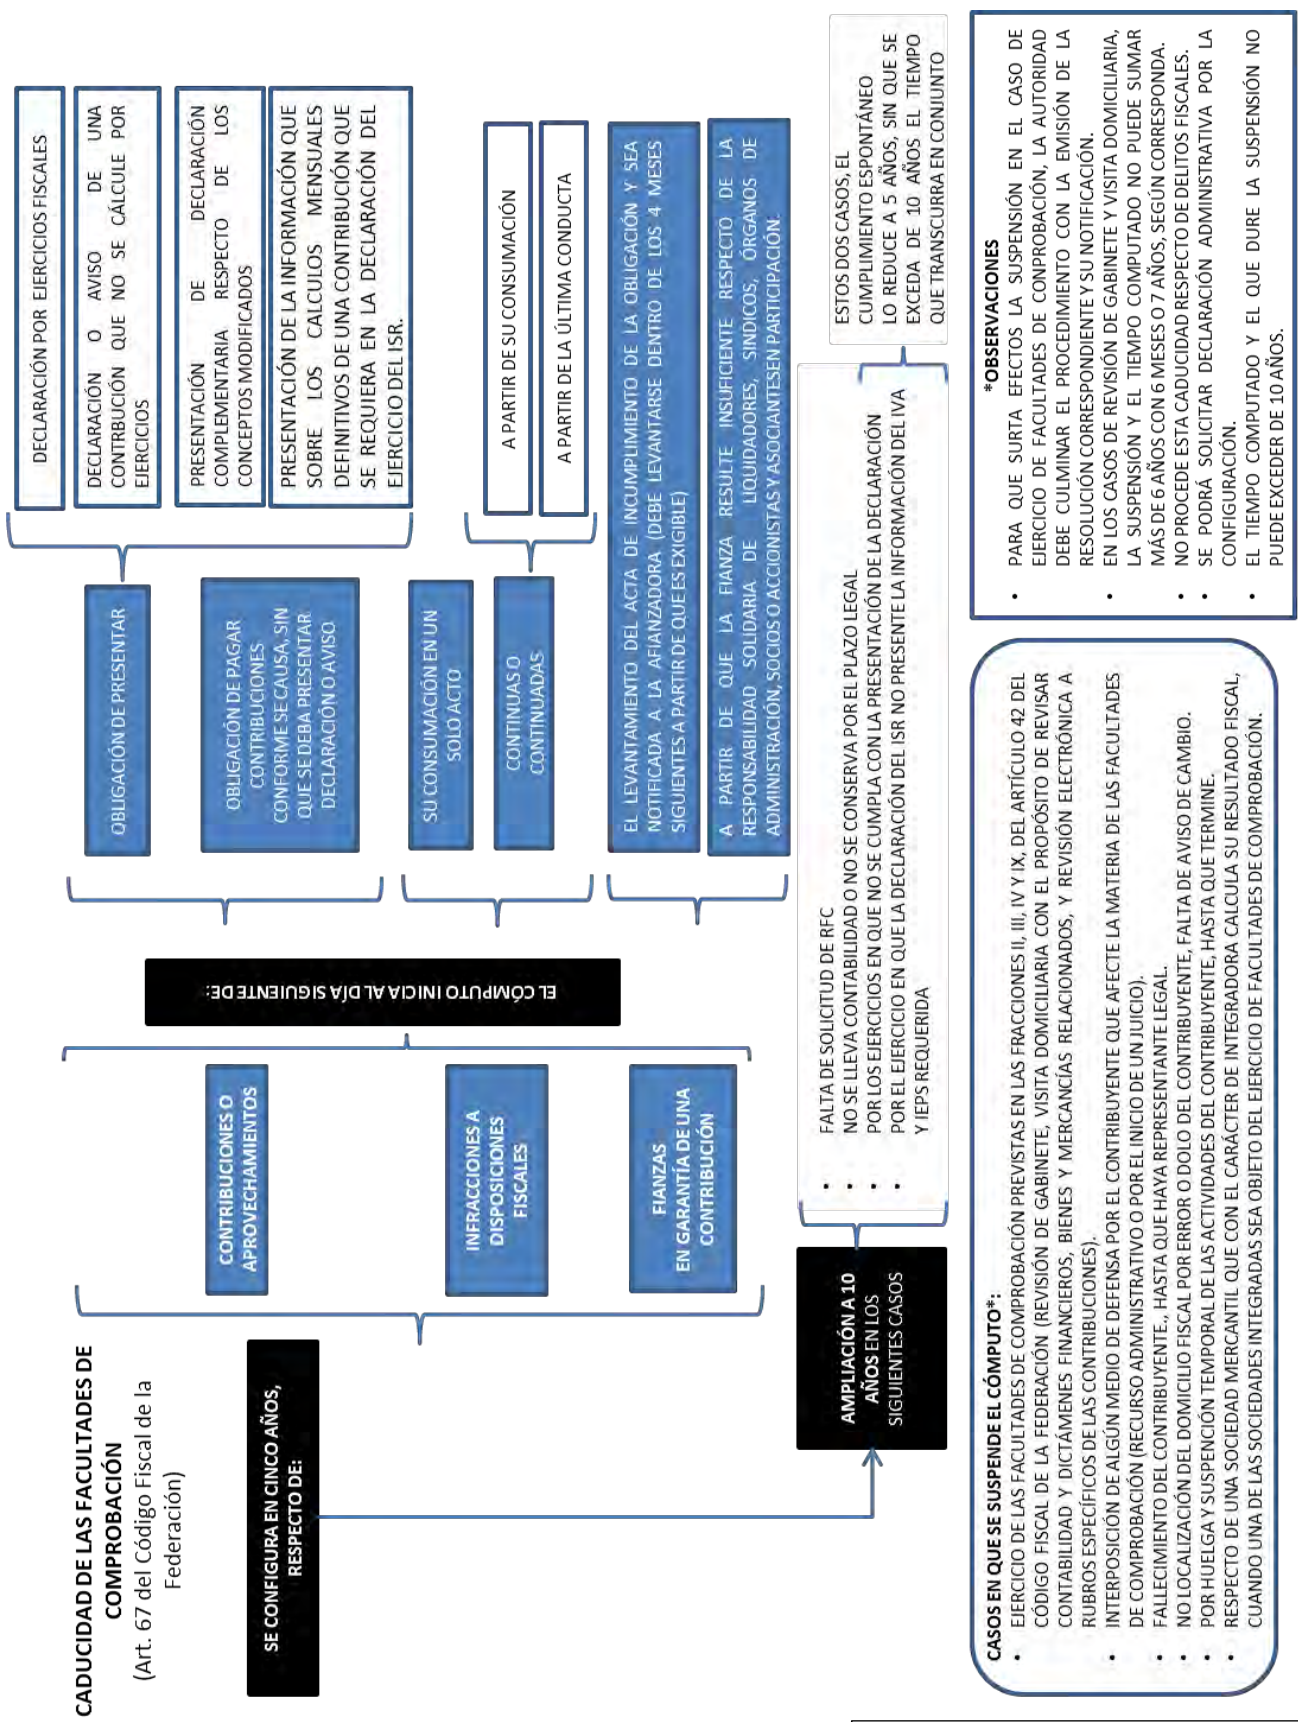 CADUCIDAD DE LAS FACULTADES DE
COMPROBACIÓN
(Art. 67 del Código Fiscal de la
Federación)
SE CONFIGURA EN CINCO AÑOS,
RESPECTO DE:
CONTRIBUCIONES O
APROVECHAMIENTOS
INFRACCIONES A
DISPOSICIONES
FISCALES
FIANZAS
EN GARANTÍA DE UNA
CONTRIBUCIÓN
EL CÓMPUTO INICIA AL DÍA SIGUIENTE DE:
OBLIGACIÓN DE PRESENTAR
OBLIGACIÓN DE PAGAR
CONTRIBUCIONES
CONFORME SE CAUSA, SIN
QUE SE DEBA PRESENTAR
DECLARACIÓN O AVISO
SU CONSUMACIÓN EN UN
SOLO ACTO
CONTINUAS O
CONTINUADAS
EL LEVANTAMIENTO DEL ACTA DE INCUMPLIMIENTO DE LA OBLIGACIÓN Y SEA
NOTIFICADA A LA AFIANZADORA (DEBE LEVANTARSE DENTRO DE LOS 4 MESES
SIGUIENTES A PARTIR DE QUE ES EXIGIBLE)
A PARTIR DE QUE LA FIANZA RESULTE INSUFICIENTE RESPECTO DE LA
RESPONSABILIDAD SOLIDARIA DE LIQUIDADORES, SINDICOS, ÓRGANOS DE
ADMINISTRACIÓN, SOCIOS O ACCIONISTAS Y ASOCIANTES EN PARTICIPACIÓN.
DECLARACIÓN POR EJERCICIOS FISCALES
DECLARACIÓN O AVISO DE UNA
CONTRIBUCIÓN QUE NO SE CÁLCULE POR
EJERCICIOS
PRESENTACIÓN DE DECLARACIÓN
COMPLEMENTARIA RESPECTO DE LOS
CONCEPTOS MODIFICADOS
PRESENTACIÓN DE LA INFORMACIÓN QUE
SOBRE LOS CALCULOS MENSUALES
DEFINITIVOS DE UNA CONTRIBUCIÓN QUE
SE REQUIERA EN LA DECLARACIÓN DEL
EJERCICIO DEL ISR.
A PARTIR DE SU CONSUMACIÓN
A PARTIR DE LA ÚLTIMA CONDUCTA
AMPLIACIÓN A 10
AÑOS EN LOS
SIGUIENTES CASOS
• FALTA DE SOLICITUD DE RFC
• NO SE LLEVA CONTABILIDAD O NO SE CONSERVA POR EL PLAZO LEGAL
• POR LOS EJERCICIOS EN QUE NO SE CUMPLA CON LA PRESENTACIÓN DE LA DECLARACIÓN
• POR EL EJERCICIO EN QUE LA DECLARACIÓN DEL ISR NO PRESENTE LA INFORMACIÓN DEL IVA
Y IEPS REQUERIDA
ESTOS DOS CASOS, EL
CUMPLIMIENTO ESPONTÁNEO
LO REDUCE A 5 AÑOS, SIN QUE SE
EXCEDA DE 10 AÑOS EL TIEMPO
QUE TRANSCURRA EN CONJUNTO
CASOS EN QUE SE SUSPENDE EL CÓMPUTO*:
• EJERCICIO DE LAS FACULTADES DE COMPROBACIÓN PREVISTAS EN LAS FRACCIONES II, III, IV Y IX, DEL ARTÍCULO 42 DEL
CÓDIGO FISCAL DE LA FEDERACIÓN (REVISIÓN DE GABINETE, VISITA DOMICILIARIA CON EL PROPÓSITO DE REVISAR
CONTABILIDAD Y DICTÁMENES FINANCIEROS, BIENES Y MERCANCÍAS RELACIONADOS, Y REVISIÓN ELECTRÓNICA A
RUBROS ESPECÍFICOS DE LAS CONTRIBUCIONES).
• INTERPOSICIÓN DE ALGÚN MEDIO DE DEFENSA POR EL CONTRIBUYENTE QUE AFECTE LA MATERIA DE LAS FACULTADES
DE COMPROBACIÓN (RECURSO ADMINISTRATIVO O POR EL INICIO DE UN JUICIO).
• FALLECIMIENTO DEL CONTRIBUYENTE., HASTA QUE HAYA REPRESENTANTE LEGAL.
• NO LOCALIZACIÓN DEL DOMICILIO FISCAL POR ERROR O DOLO DEL CONTRIBUYENTE, FALTA DE AVISO DE CAMBIO.
• POR HUELGA Y SUSPENCIÓN TEMPORAL DE LAS ACTIVIDADES DEL CONTRIBUYENTE, HASTA QUE TERMINE.
• RESPECTO DE UNA SOCIEDAD MERCANTIL QUE CON EL CARÁCTER DE INTEGRADORA CALCULA SU RESULTADO FISCAL,
CUANDO UNA DE LAS SOCIEDADES INTEGRADAS SEA OBJETO DEL EJERCICIO DE FACULTADES DE COMPROBACIÓN.
*OBSERVACIONES
• PARA QUE SURTA EFECTOS LA SUSPENSIÓN EN EL CASO DE
EJERCICIO DE FACULTADES DE CONPROBACIÓN, LA AUTORIDAD
DEBE CULMINAR EL PROCEDIMIENTO CON LA EMISIÓN DE LA
RESOLUCIÓN CORRESPONDIENTE Y SU NOTIFICACIÓN.
• EN LOS CASOS DE REVISIÓN DE GABINETE Y VISITA DOMICILIARIA,
LA SUSPENSIÓN Y EL TIEMPO COMPUTADO NO PUEDE SUMAR
MÁS DE 6 AÑOS CON 6 MESES O 7 AÑOS, SEGÚN CORRESPONDA.
• NO PROCEDE ESTA CADUCIDAD RESPECTO DE DELITOS FISCALES.
• SE PODRÁ SOLICITAR DECLARACIÓN ADMINISTRATIVA POR LA
CONFIGURACIÓN.
• EL TIEMPO COMPUTADO Y EL QUE DURE LA SUSPENSIÓN NO
PUEDE EXCEDER DE 10 AÑOS.